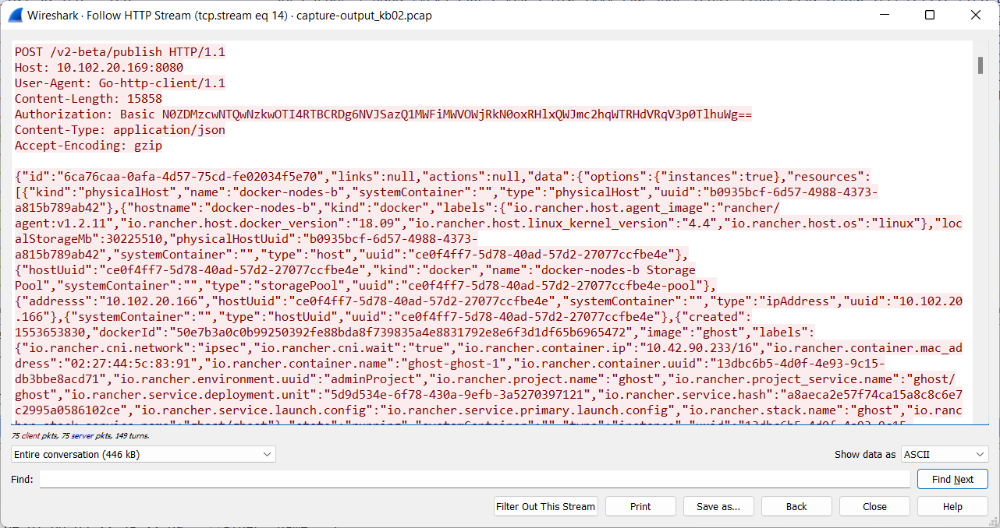 Wireshark · Follow HTTP Stream (tcp.stream eq 14) · capture-output_kb02.pcap
POST /v2-beta/publish HTTP/1.1
Host: 10.102.20.169:8080
User-Agent: Go-http-client/1.1
Content-Length: 15858
Authorization: Basic N0ZDMzcwNTQwNzkwOTI4RTBCRDg6NVJSazQ1MWFiMWVOWjRkN0oxRHlxQWJmc2hqWTRHdVRqV3p0TlhuWg==
Content-Type: application/json
Accept-Encoding: gzip
{"id":"6ca76caa-0afa-4d57-75cd-fe02034f5e70","links":null,"actions":null,"data":{"options":{"instances":true},"resources":
[{"kind":"physicalHost","name":"docker-nodes-b","systemContainer":"","type":"physicalHost","uuid":"b0935bcf-6d57-4988-4373-
a815b789ab42"},{"hostname":"docker-nodes-b","kind":"docker","labels":{"io.rancher.host.agent_image":"rancher/
agent:v1.2.11","io.rancher.host.docker_version":"18.09","io.rancher.host.linux_kernel_version":"4.4","io.rancher.host.os":"linux"},"loc
alStorageMb":30225510,"physicalHostUuid":"b0935bcf-6d57-4988-4373-
a815b789ab42","systemContainer":"","type":"host","uuid":"ce0f4ff7-5d78-40ad-57d2-27077ccfbe4e"},
{"hostUuid":"ce0f4ff7-5d78-40ad-57d2-27077ccfbe4e","kind":"docker","name":"docker-nodes-b Storage
Pool","systemContainer":"","type":"storagePool","uuid":"ce0f4ff7-5d78-40ad-57d2-27077ccfbe4e-pool"},
{"addresss":"10.102.20.166","hostUuid":"ce0f4ff7-5d78-40ad-57d2-27077ccfbe4e","systemContainer":"","type":"ipAddress","uuid":"10.102.20
.166"},{"systemContainer":"","type":"hostUuid","uuid":"ce0f4ff7-5d78-40ad-57d2-27077ccfbe4e"},{"created":
1553653830,"dockerId":"50e7b3a0c0b99250392fe88bda8f739835a4e8831792e8e6f3d1df65b6965472","image":"ghost","labels":
{"io.rancher.cni.network":"ipsec","io.rancher.cni.wait":"true","io.rancher.container.ip":"10.42.90.233/16","io.rancher.container.mac_ad
dress":"02:27:44:5c:83:91","io.rancher.container.name":"ghost-ghost-1","io.rancher.container.uuid":"13dbc6b5-4d0f-4e93-9c15-
db3bbe8acd71","io.rancher.environment.uuid":"adminProject","io.rancher.project.name":"ghost","io.rancher.project_service.name":"ghost/
ghost","io.rancher.service.deployment.unit":"5d9d534e-6f78-430a-9efb-3a5270397121","io.rancher.service.hash":"a8aeca2e57f74ca15a8c8c6e7
c2995a0586102ce","io.rancher.service.launch.config":"io.rancher.service.primary.launch.config","io.rancher.stack.name":"ghost","io.ranc
75 client pkts, 75 server pkts, 149 turns.
Entire conversation (446 kB)
Show data as ASCII
Find:
Find Next
Filter Out This Stream
Print
Save as...
Back
Close
Help